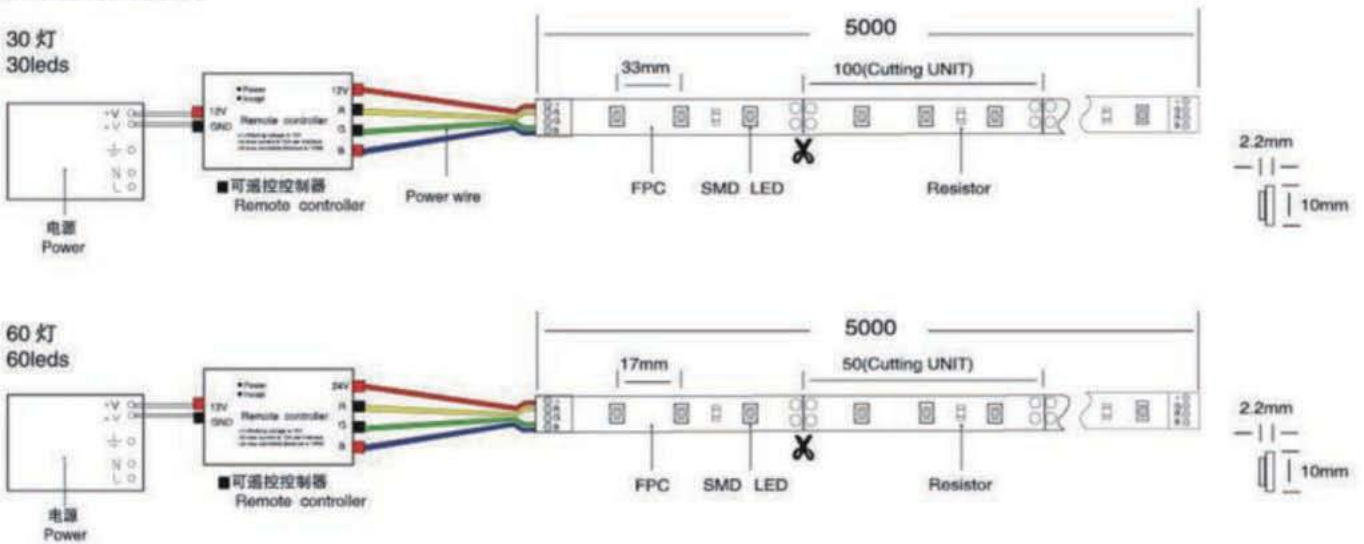 30 灯
30leds
5000
33mm
100(Cutting UNIT)
+V
12V
GND
Power
Remote controller
12V
R
G
B
N
L
2.2mm
10mm
FPC
SMD LED
Resistor
Power wire
■可遥控控制器
Remote controller
电源
Power
60 灯
60leds
5000
17mm
50(Cutting UNIT)
+V
12V
GND
Power
Remote controller
24V
R
G
B
N
L
2.2mm
10mm
FPC
SMD LED
Resistor
■可遥控控制器
Remote controller
电源
Power